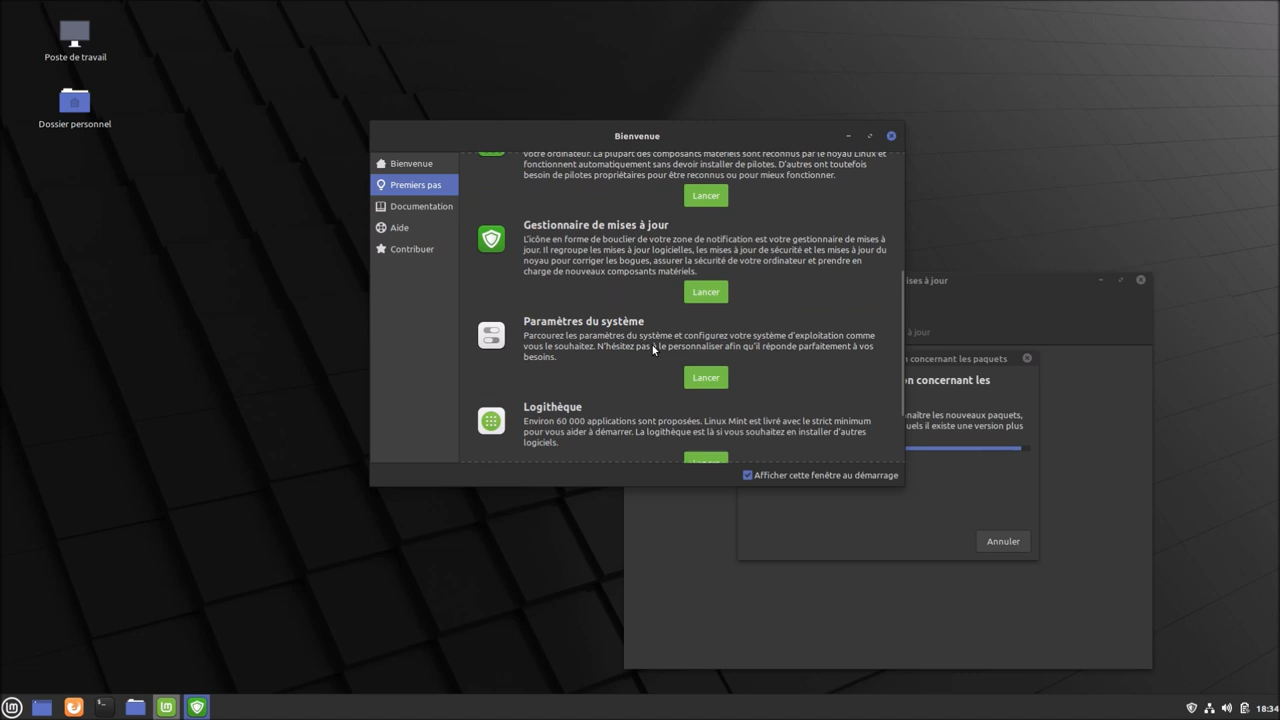 Poste de travail
Dossier personnel
Bienvenue
Bienvenue
Premiers pas
Documentation
Aide
Contribuer
votre ordinateur. La plupart des composants matériels sont reconnus par le noyau Linux et
fonctionnent automatiquement sans devoir installer de pilotes. D'autres ont toutefois
besoin de pilotes propriétaires pour être reconnus ou pour mieux fonctionner.
Lancer
Gestionnaire de mises à jour
L'icône en forme de bouclier de votre zone de notification est votre gestionnaire de mises à
jour. Il regroupe les mises à jour logicielles, les mises à jour de sécurité et les mises à jour du
noyau pour corriger les bogues, assurer la sécurité de votre ordinateur et prendre en
charge de nouveaux composants matériels.
Lancer
Paramètres du système
Parcourez les paramètres du système et configurez votre système d'exploitation comme
vous le souhaitez. N'hésitez pas à le personnaliser afin qu'il réponde parfaitement à vos
besoins.
Lancer
Logithèque
Environ 60 000 applications sont proposées. Linux Mint est livré avec le strict minimum
pour vous aider à démarrer. La logithèque est là si vous souhaitez en installer d'autres
logiciels.
Afficher cette fenêtre au démarrage
ises à jour
à jour
n concernant les paquets
on concernant les
naître les nouveaux paquets,
uels il existe une version plus
Annuler
18:34